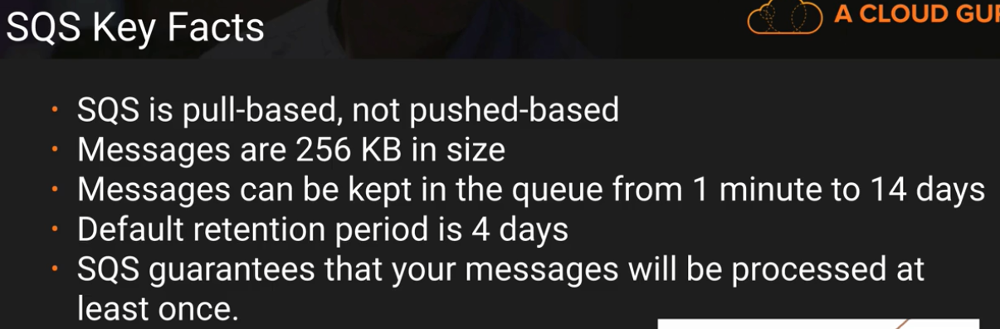 SQS Key Facts
A CLOUD
• SQS is pull-based, not pushed-based
• Messages are 256 KB in size
• Messages can be kept in the queue from 1 minute to 14 days
• Default retention period is 4 days
• SQS guarantees that your messages will be processed at
least once.